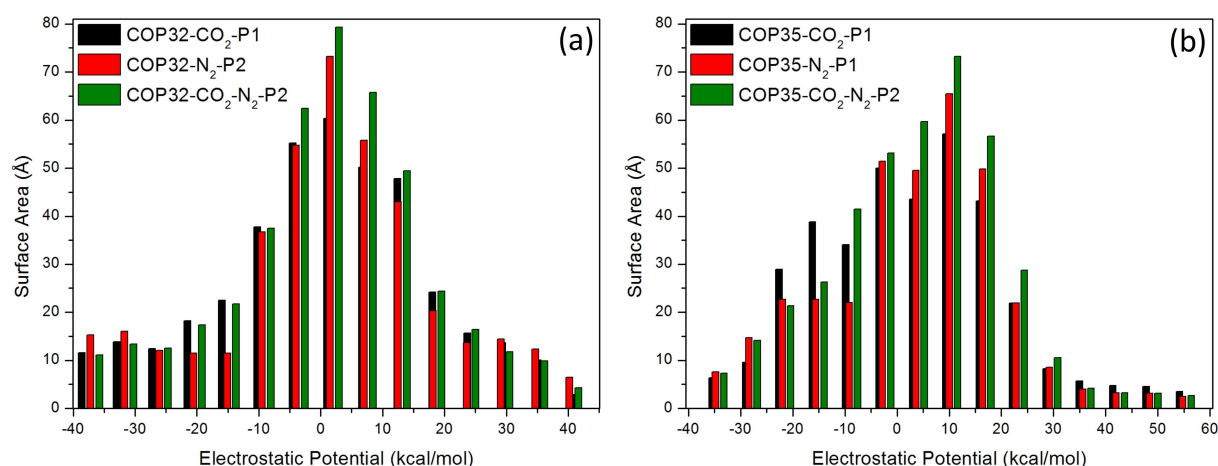 (a)
COP32-CO₂-P1
COP32-N₂-P2
COP32-CO₂-N₂-P2
80
70
60
50
40
30
20
10
0
Surface Area (Å)
-40 -30 -20 -10 0 10 20 30 40
Electrostatic Potential (kcal/mol)
(b)
COP35-CO₂-P1
COP35-N₂-P1
COP35-CO₂-N₂-P2
80
70
60
50
40
30
20
10
0
Surface Area (Å)
-40 -30 -20 -10 0 10 20 30 40 50 60
Electrostatic Potential (kcal/mol)